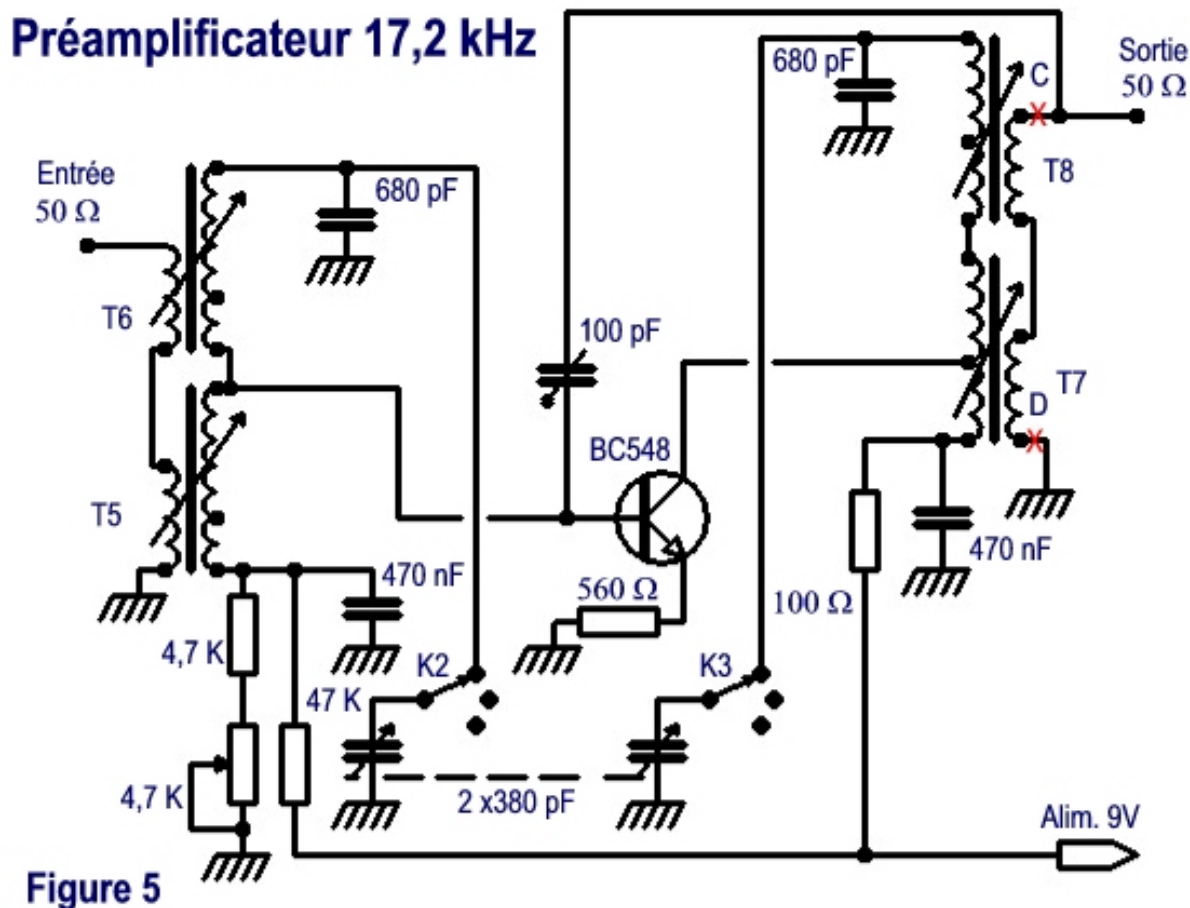 Préamplificateur 17,2 kHz
680 pF
C
Sortie
50 Ω
Entrée
50 Ω
680 pF
T8
T6
100 pF
T7
D
BC548
T5
470 nF
470 nF
560 Ω
100 Ω
4,7 K
K2
K3
47 K
4,7 K
2 x380 pF
Alim. 9V
Figure 5